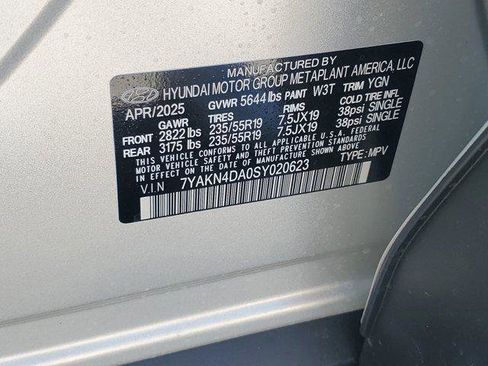 MANUFACTURED BY
HYUNDAI MOTOR GROUP METAPLANT AMERICA, LLC
APR/2025 GVWR 5644 lbs PAINT W3T TRIM YGN
GAWR TIRES RIMS COLD TIRE INFL
FRONT 2822 lbs 235/55R19 7.5JX19 38psi SINGLE
REAR 3175 lbs 235/55R19 7.5JX19 38psi SINGLE
THIS VEHICLE CONFORMS TO ALL APPLICABLE U.S.A. FEDERAL
MOTOR VEHICLE SAFETY, BUMPER, AND THEFT PREVENTION
STANDARDS IN EFFECT ON THE DATE OF MANUFACTURE SHOWN ABOVE.
V.I.N 7YAKN4DA0SY020623 TYPE: MPV